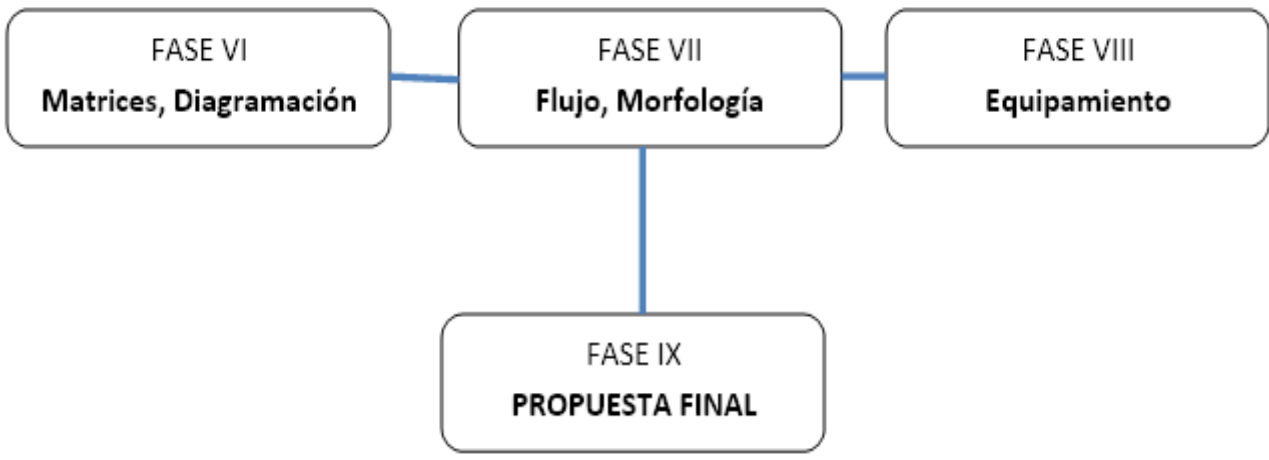 FASE VI
Matrices, Diagramación
FASE VII
Flujo, Morfología
FASE VIII
Equipamiento
FASE IX
PROPUESTA FINAL